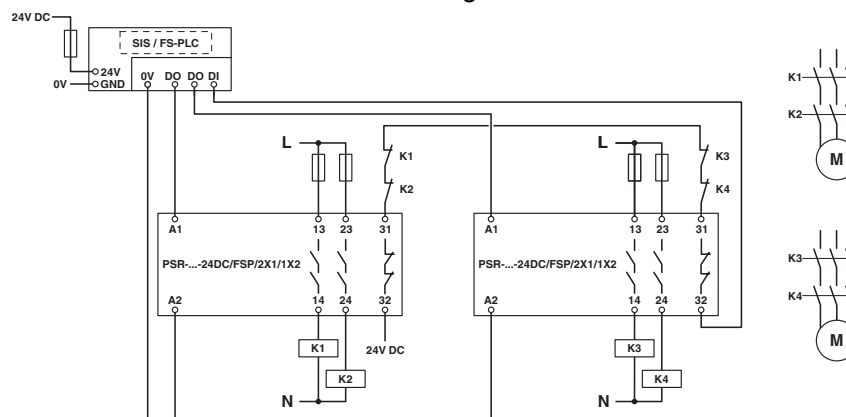 24V DC
SIS / FS-PLC
24V
0V GND
0V DO DO DI
L
K1
K2
A1 13 23 31
PSR-...-24DC/FSP/2X1/1X2
A2 14 24 32
K1
24V DC
K2
N
L
K3
K4
A1 13 23 31
PSR-...-24DC/FSP/2X1/1X2
A2 14 24 32
K3
K4
N
K1
K2
M
K3
K4
M